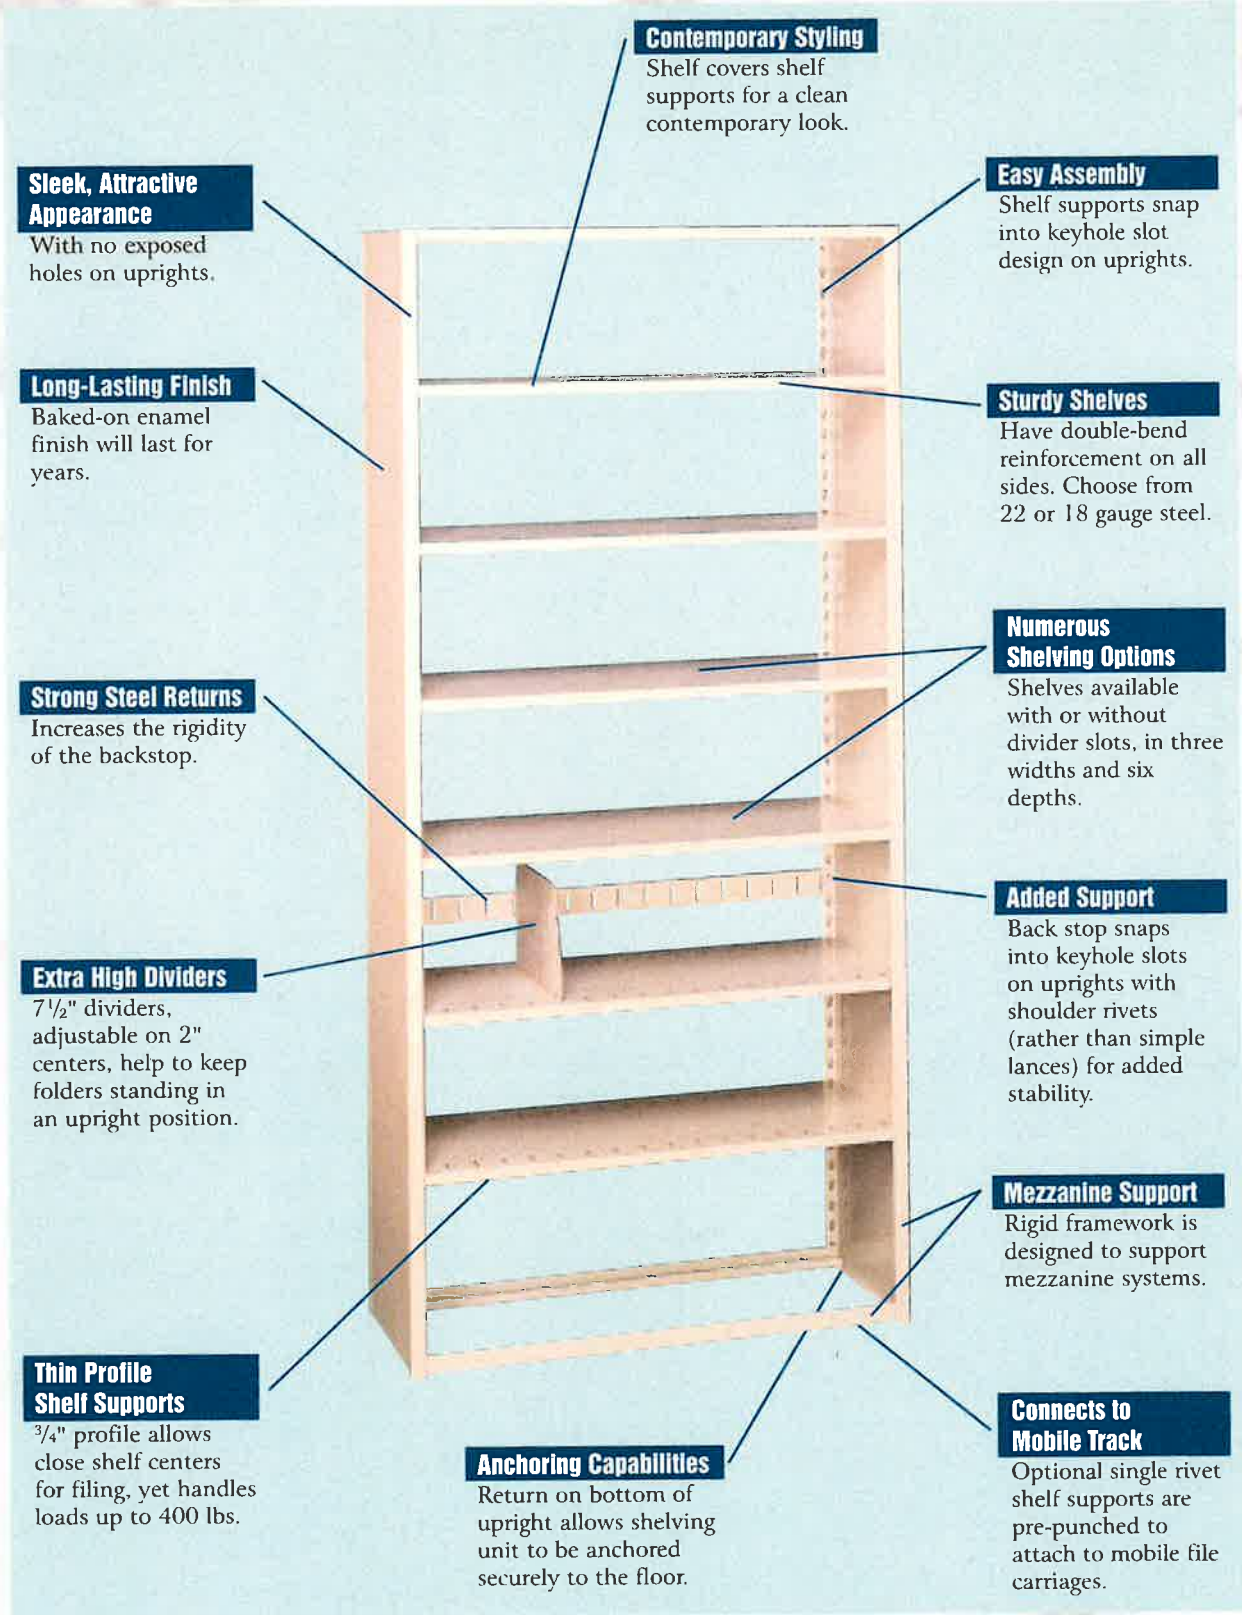 Contemporary Styling
Shelf covers shelf
supports for a clean
contemporary look.
Sleek, Attractive
Appearance
With no exposed
holes on uprights.
Easy Assembly
Shelf supports snap
into keyhole slot
design on uprights.
Long-Lasting Finish
Baked-on enamel
finish will last for
years.
Sturdy Shelves
Have double-bend
reinforcement on all
sides. Choose from
22 or 18 gauge steel.
Numerous
Shelving Options
Shelves available
with or without
divider slots, in three
widths and six
depths.
Strong Steel Returns
Increases the rigidity
of the backstop.
Added Support
Back stop snaps
into keyhole slots
on uprights with
shoulder rivets
(rather than simple
lances) for added
stability.
Extra High Dividers
7 1/2" dividers,
adjustable on 2"
centers, help to keep
folders standing in
an upright position.
Mezzanine Support
Rigid framework is
designed to support
mezzanine systems.
Thin Profile
Shelf Supports
3/4" profile allows
close shelf centers
for filing, yet handles
loads up to 400 lbs.
Anchoring Capabilities
Return on bottom of
upright allows shelving
unit to be anchored
securely to the floor.
Connects to
Mobile Track
Optional single rivet
shelf supports are
pre-punched to
attach to mobile file
carriages.